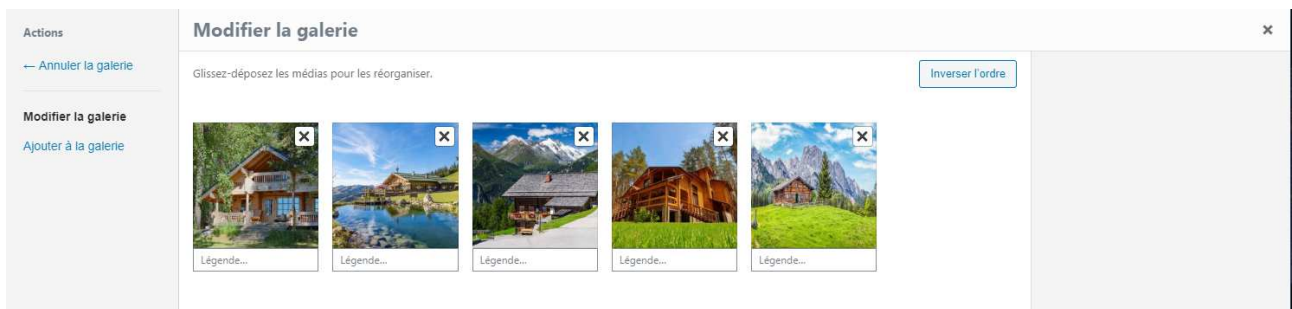 Actions
← Annuler la galerie
Modifier la galerie
Ajouter à la galerie
Modifier la galerie
Glissez-déposez les médias pour les réorganiser.
Inverser l'ordre
Légende...
Légende...
Légende...
Légende...
Légende...